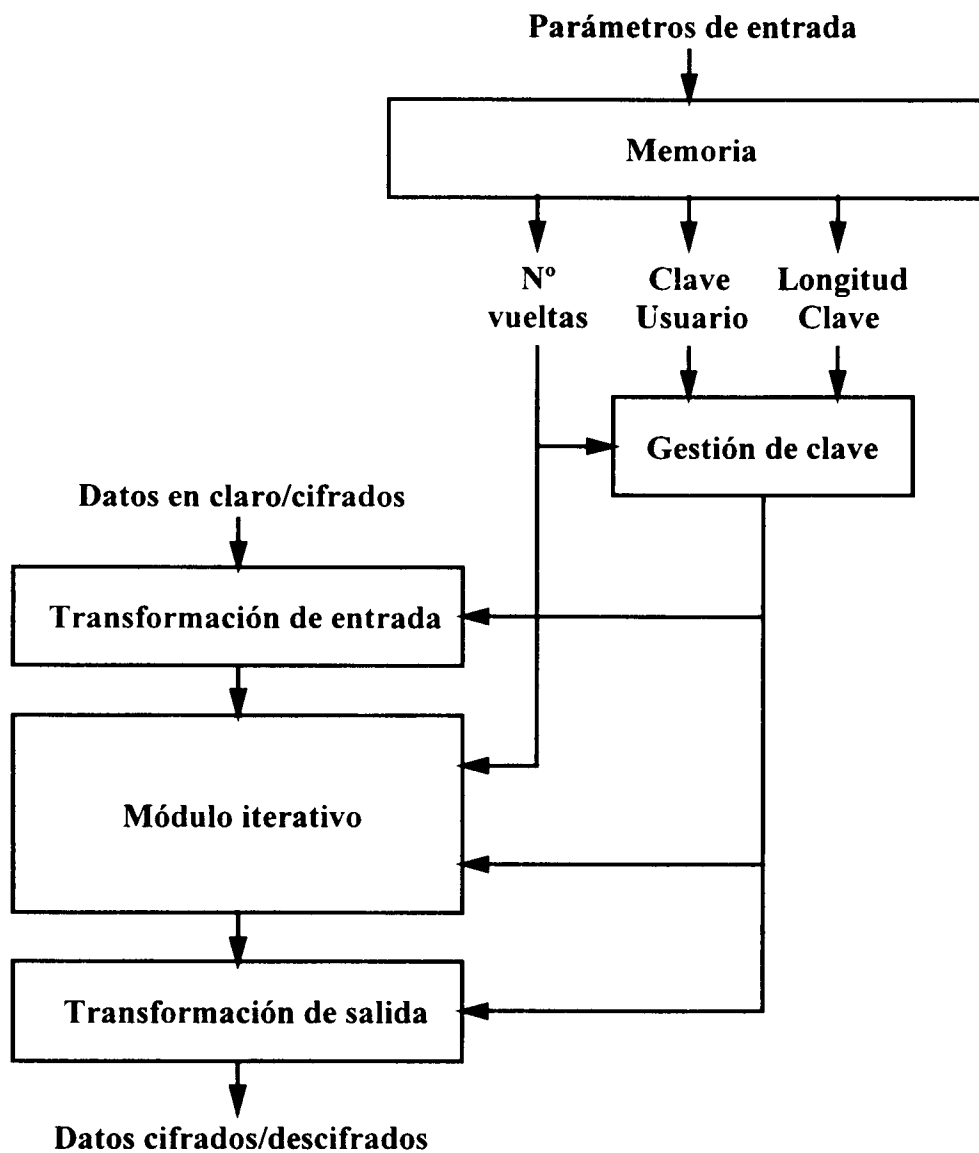 Parámetros de entrada
Memoria
Nº
vueltas
Clave
Usuario
Longitud
Clave
Gestión de clave
Datos en claro/cifrados
Transformación de entrada
Módulo iterativo
Transformación de salida
Datos cifrados/descifrados